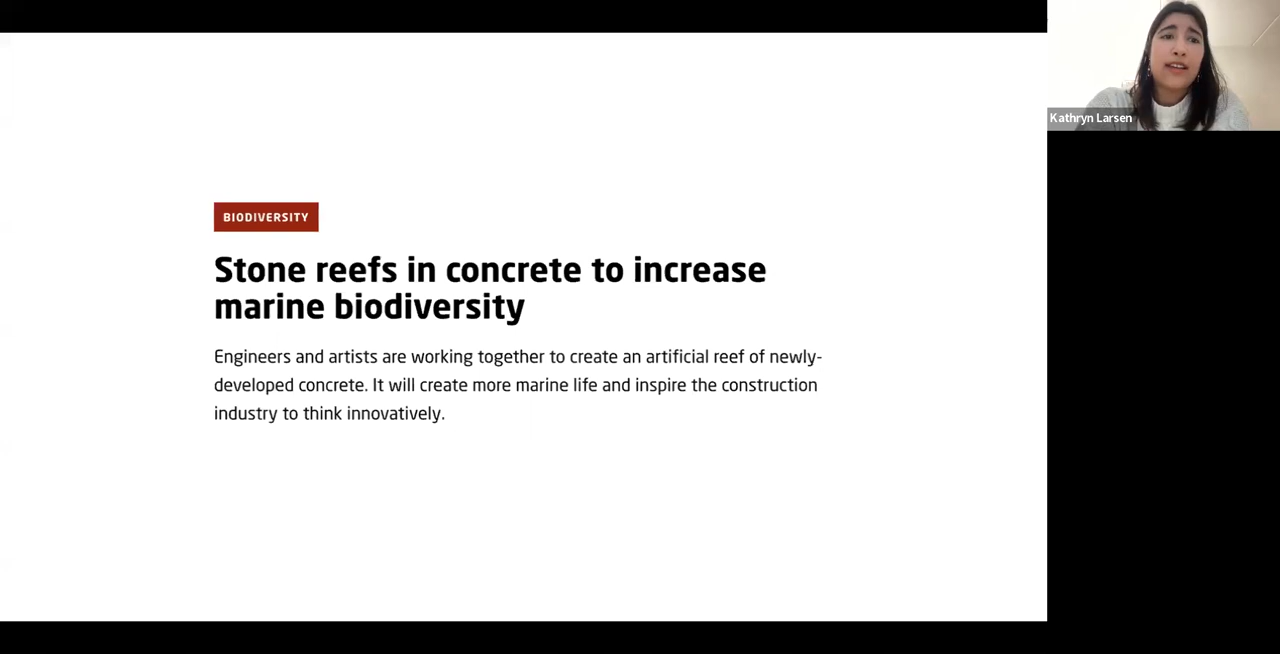 BIODIVERSITY
Stone reefs in concrete to increase
marine biodiversity
Engineers and artists are working together to create an artificial reef of newly-
developed concrete. It will create more marine life and inspire the construction
industry to think innovatively.
Kathryn Larsen